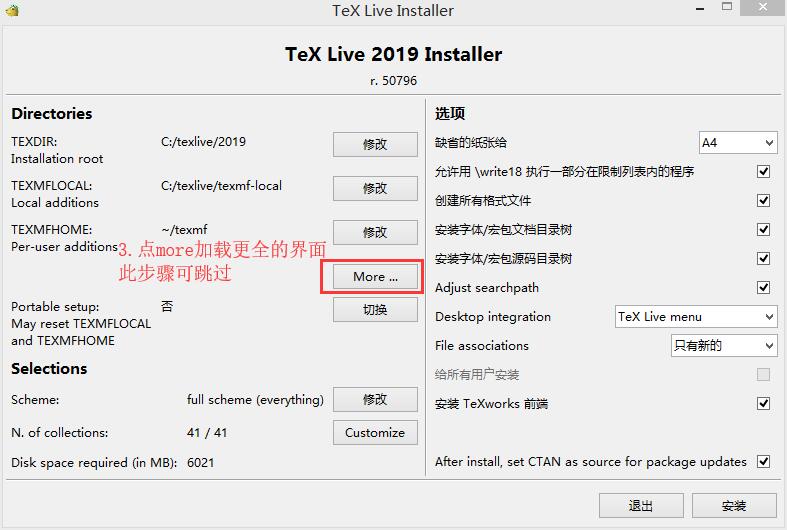 TeX Live Installer
TeX Live 2019 Installer
r. 50796
Directories
TEXDIR: C:/texlive/2019 修改
Installation root
TEXMFLOCAL: C:/texlive/texmf-local 修改
Local additions
TEXMFHOME: ~/texmf 修改
Per-user additions
3. 点more加载更全的界面
此步骤可跳过
More ...
Portable setup: 否 切换
May reset TEXMFLOCAL
and TEXMFHOME
Selections
Scheme: full scheme (everything) 修改
N. of collections: 41 / 41 Customize
Disk space required (in MB): 6021
选项
缺省的纸张给 A4
允许用 \write18 执行一部分在限制列表内的程序
创建所有格式文件
安装字体/宏包文档目录树
安装字体/宏包源码目录树
Adjust searchpath
Desktop integration TeX Live menu
File associations 只有新的
给所有用户安装
安装 TeXworks 前端
After install, set CTAN as source for package updates
退出 安装